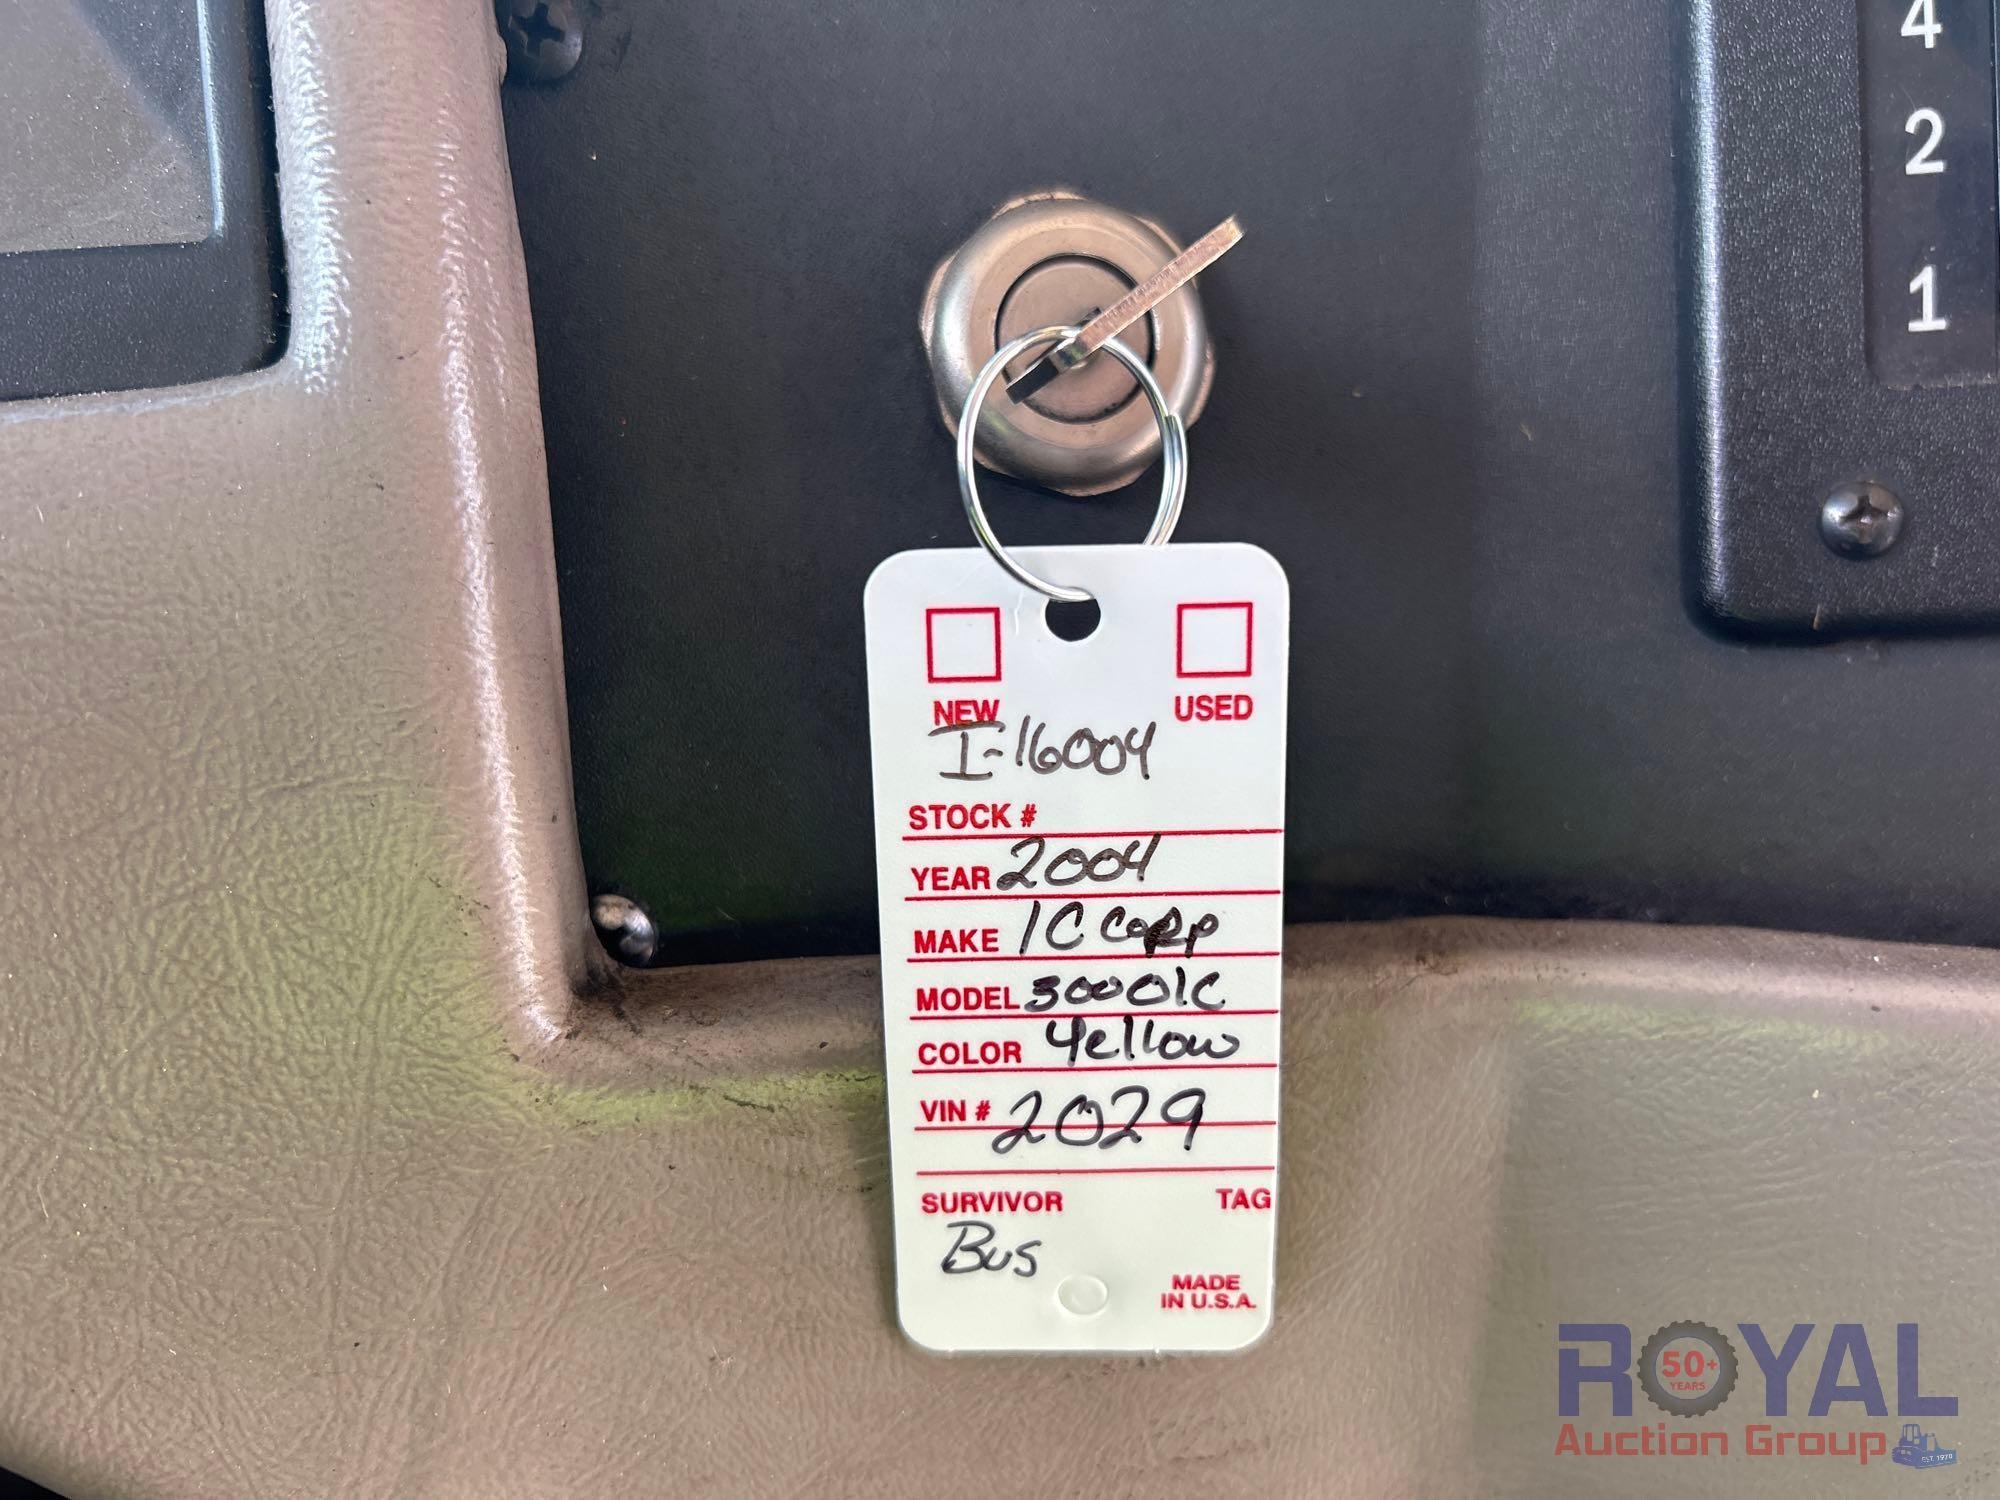 4
2
1
NEW USED
I-16004
STOCK #
YEAR 2004
MAKE IC CORP
MODEL 3000IC
COLOR Yellow
VIN # 2029
SURVIVOR TAG
Bus
MADE
IN U.S.A.
ROYAL
50+
YEARS
Auction Group
EST. 1970